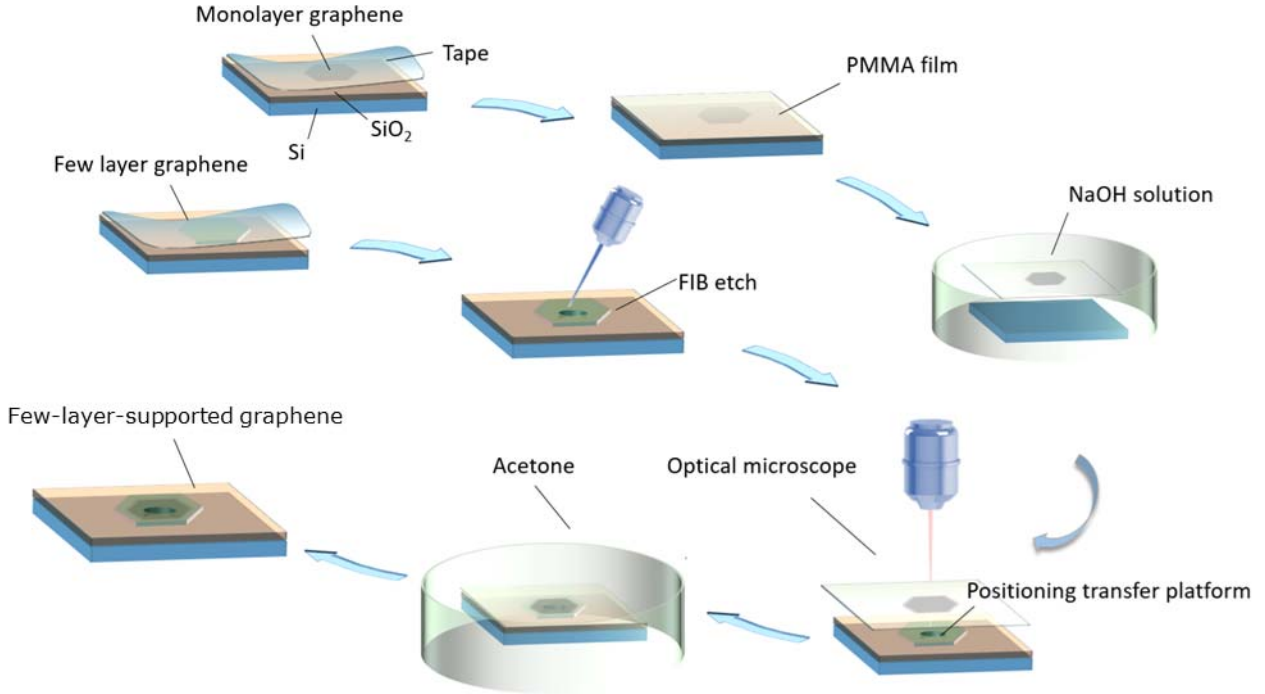 Monolayer graphene
Tape
PMMA film
SiO₂
Si
Few layer graphene
NaOH solution
FIB etch
Few-layer-supported graphene
Acetone
Optical microscope
Positioning transfer platform